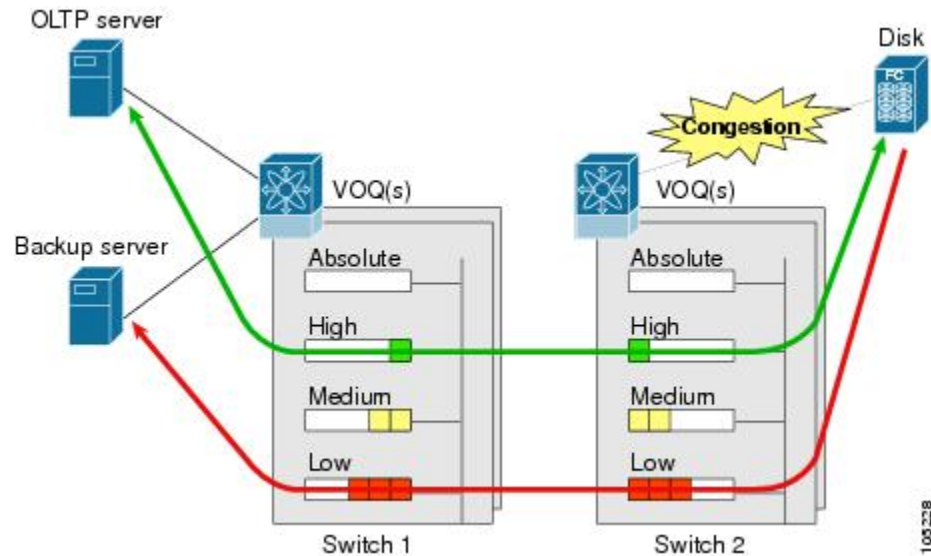 OLTP server
Disk
FC
Congestion
VOQ(s)
VOQ(s)
Backup server
Absolute
Absolute
High
High
Medium
Medium
Low
Low
Switch 1
Switch 2
105228